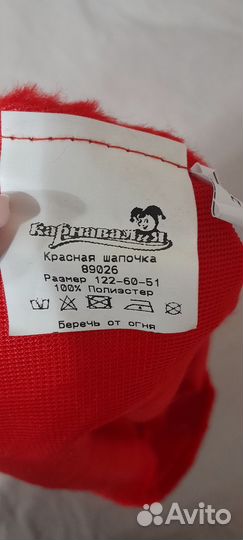 Карнавалия
Красная шапочка
89026
Размер 122-60-51
100% Полиэстер
Беречь от огня
Avito